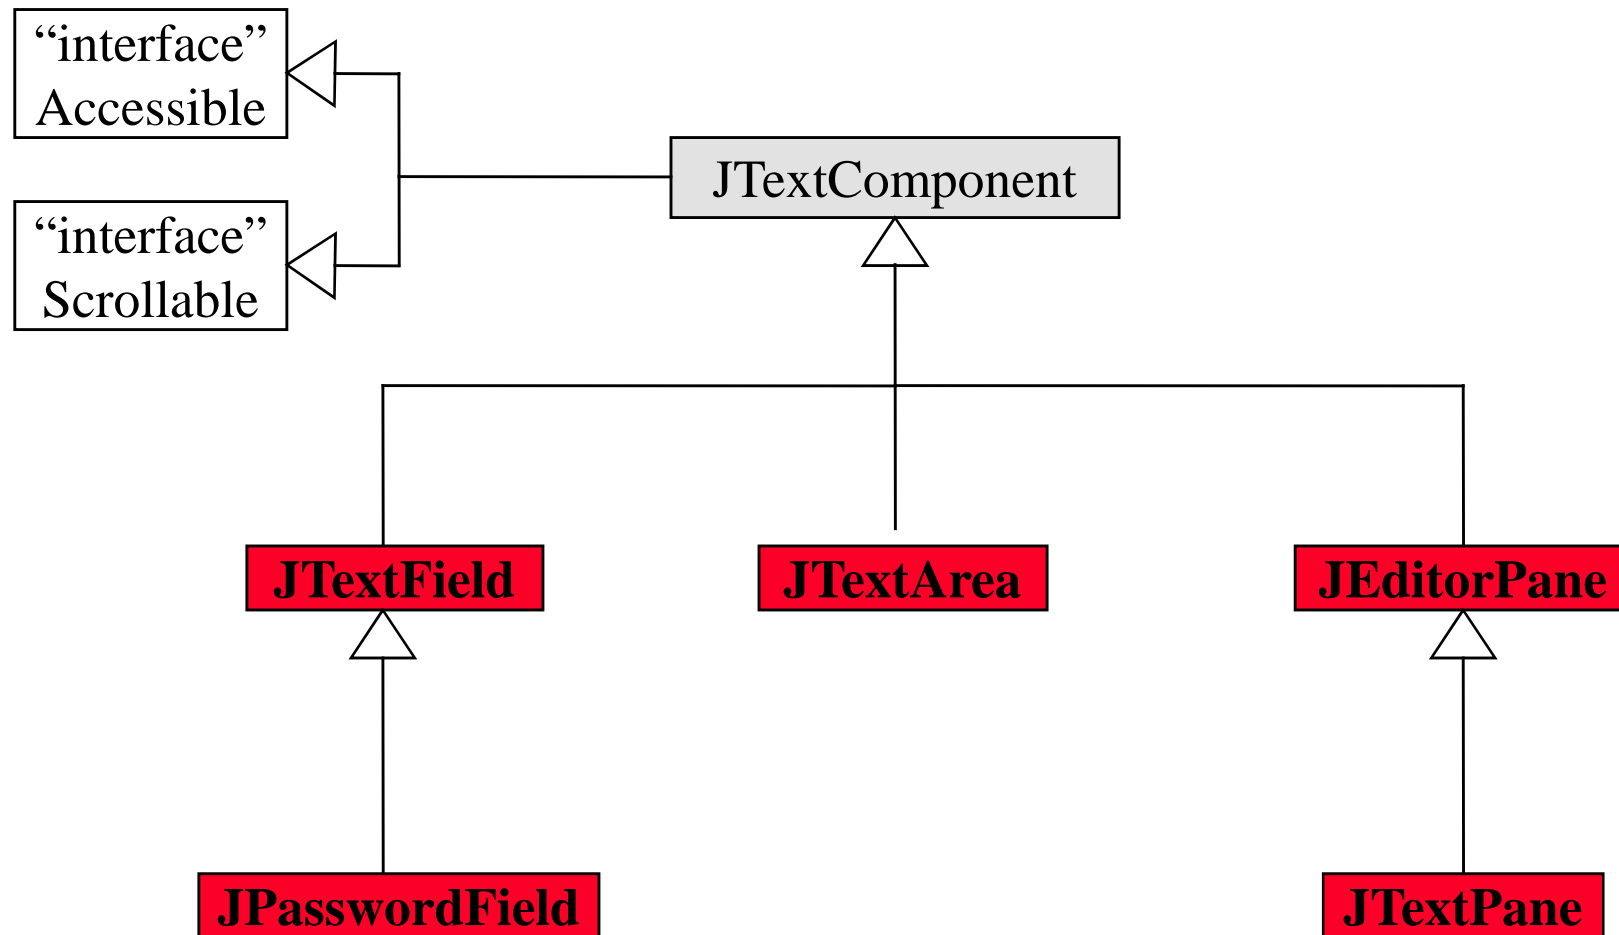 “interface”
Accessible
JTextComponent
“interface”
Scrollable
JTextField
JTextArea
JEditorPane
JPasswordField
JTextPane